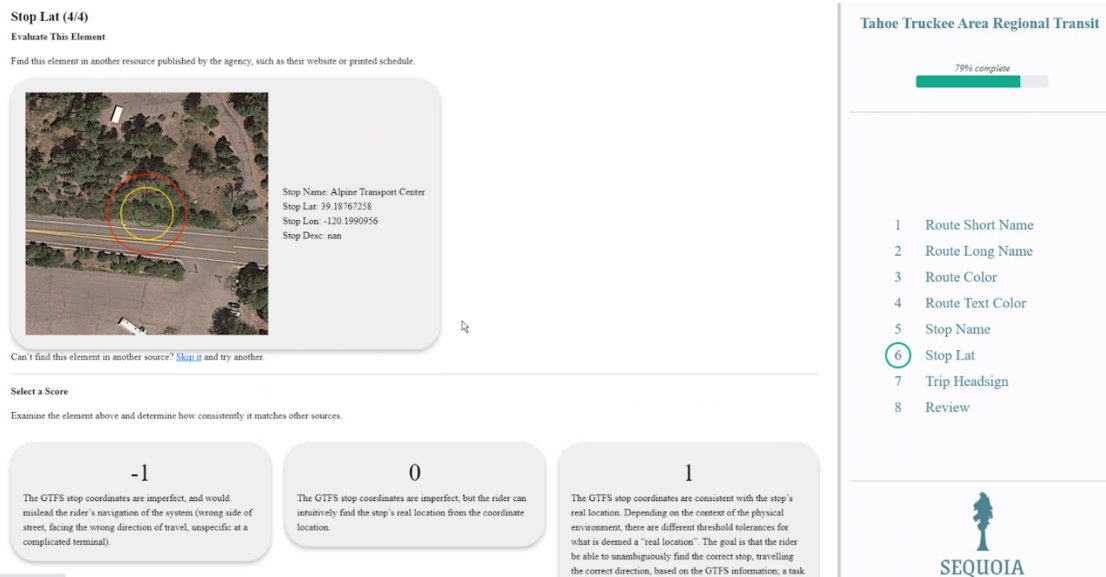 Stop Lat (4/4)
Evaluate This Element
Find this element in another resource published by the agency, such as their website or printed schedule.
Stop Name: Alpine Transport Center
Stop Lat: 39.18767258
Stop Lon: -120.1990956
Stop Desc: nan
Can't find this element in another source? Skip it and try another.
Select a Score
Examine the element above and determine how consistently it matches other sources.
-1
The GTFS stop coordinates are imperfect, and would
mislead the rider's navigation of the system (wrong side of
street, facing the wrong direction of travel, unspecific at a
complicated terminal).
0
The GTFS stop coordinates are imperfect, but the rider can
intuitively find the stop's real location from the coordinate
location.
1
The GTFS stop coordinates are consistent with the stop's
real location. Depending on the context of the physical
environment, there are different threshold tolerances for
what is deemed a "real location". The goal is that the rider
be able to unambiguously find the correct stop, travelling
the correct direction, based on the GTFS information; a task
Tahoe Truckee Area Regional Transit
79% complete
1 Route Short Name
2 Route Long Name
3 Route Color
4 Route Text Color
5 Stop Name
6 Stop Lat
7 Trip Headsign
8 Review
SEQUOIA